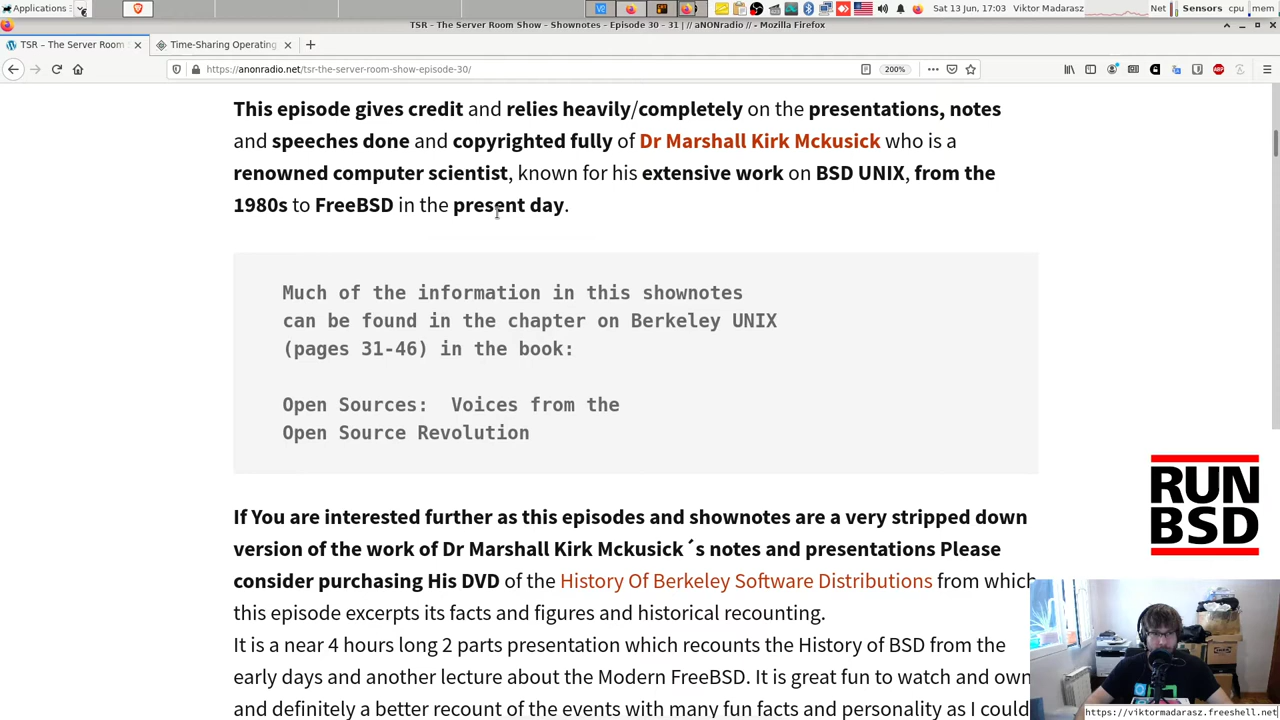 Applications
Sat 13 Jun, 17:03 Viktor Madarasz Net Sensors cpu mem
TSR – The Server Room Show – Shownotes – Episode 30 – 31 | // aNONradio // - Mozilla Firefox
TSR – The Server Room
Time-Sharing Operating
https://anonradio.net/tsr-the-server-room-show-episode-30/
200%
This episode gives credit and relies heavily/completely on the presentations, notes
and speeches done and copyrighted fully of Dr Marshall Kirk Mckusick who is a
renowned computer scientist, known for his extensive work on BSD UNIX, from the
1980s to FreeBSD in the present day.
Much of the information in this shownotes
can be found in the chapter on Berkeley UNIX
(pages 31-46) in the book:
Open Sources: Voices from the
Open Source Revolution
RUN
BSD
If You are interested further as this episodes and shownotes are a very stripped down
version of the work of Dr Marshall Kirk Mckusick´s notes and presentations Please
consider purchasing His DVD of the History Of Berkeley Software Distributions from which
this episode excerpts its facts and figures and historical recounting.
It is a near 4 hours long 2 parts presentation which recounts the History of BSD from the
early days and another lecture about the Modern FreeBSD. It is great fun to watch and own
and definitely a better recount of the events with many fun facts and personality as I could
https://viktormadarasz.freeshell.net